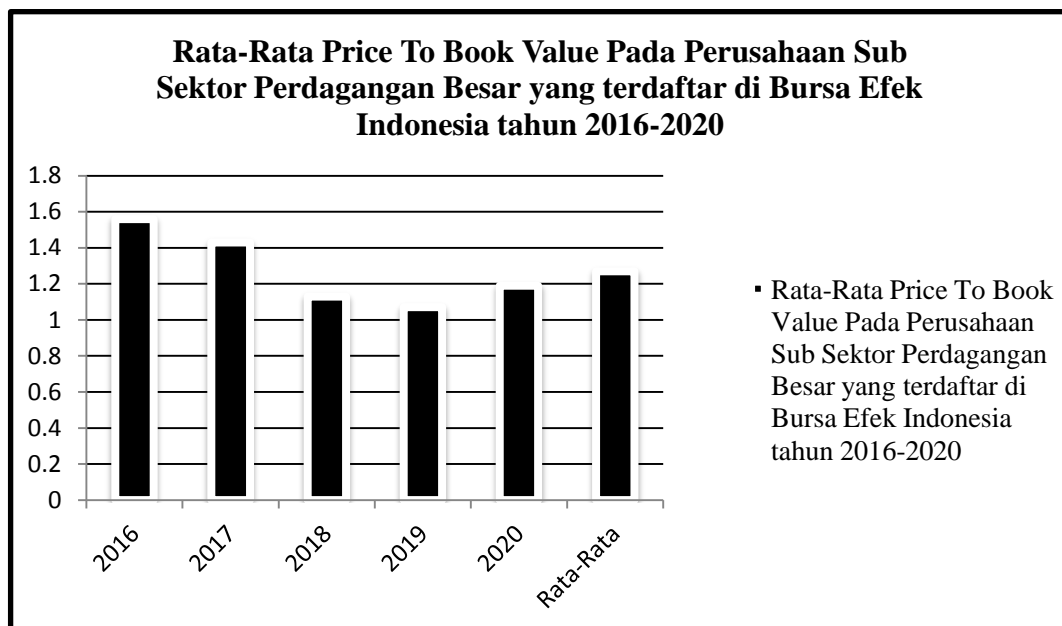 Rata-Rata Price To Book Value Pada Perusahaan Sub
Sektor Perdagangan Besar yang terdaftar di Bursa Efek
Indonesia tahun 2016-2020
1.8
1.6
1.4
1.2
1
0.8
0.6
0.4
0.2
0
2016
2017
2018
2019
2020
Rata-Rata
Rata-Rata Price To Book
Value Pada Perusahaan
Sub Sektor Perdagangan
Besar yang terdaftar di
Bursa Efek Indonesia
tahun 2016-2020